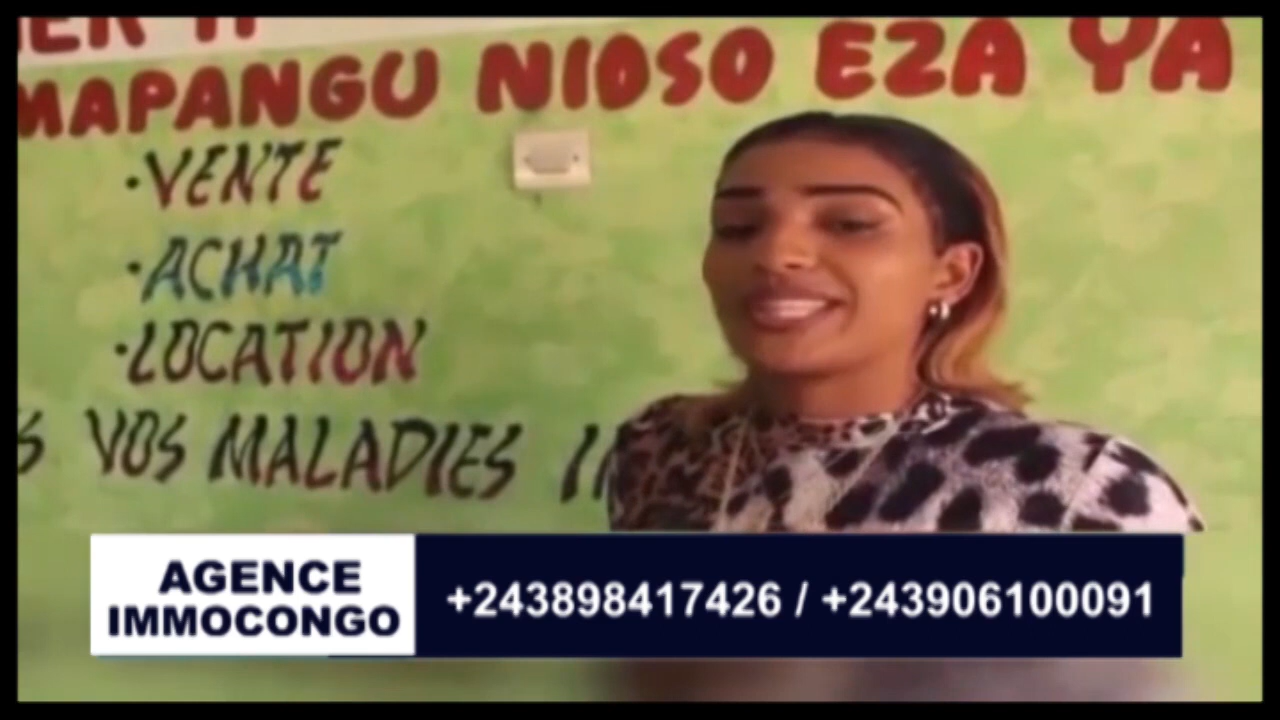 MAPANGU NIOSO EZA YA
·VENTE
·ACHAT
·LOCATION
S VOS MALADIES
AGENCE
IMMOCONGO
+243898417426 / +243906100091